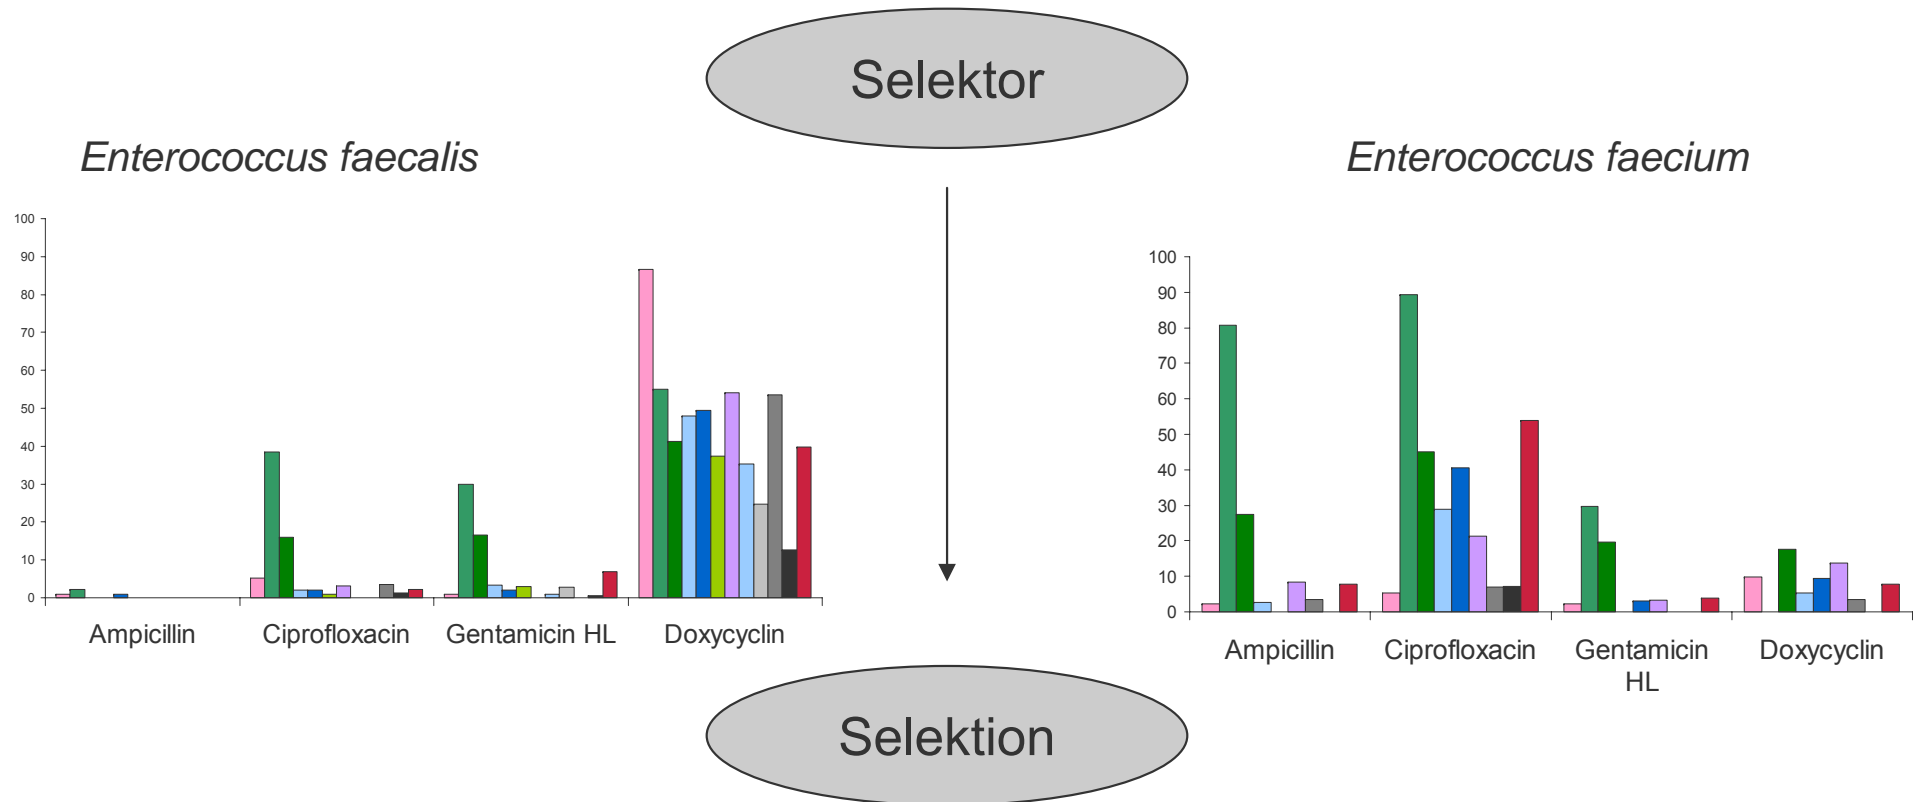 Selektor
Enterococcus faecalis
Enterococcus faecium
100
90
80
70
60
50
40
30
20
10
0
Ampicillin
Ciprofloxacin
Gentamicin HL
Doxycyclin
100
90
80
70
60
50
40
30
20
10
0
Ampicillin
Ciprofloxacin
Gentamicin
HL
Doxycyclin
Selektion